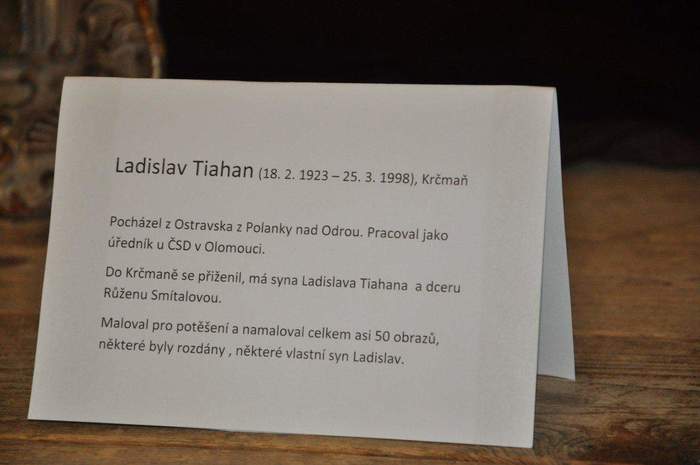 Ladislav Tiahan (18. 2. 1923 – 25. 3. 1998), Krčmaň
Pocházel z Ostravska z Polanky nad Odrou. Pracoval jako
úředník u ČSD v Olomouci.
Do Krčmaně se přiženil, má syna Ladislava Tiahana a dceru
Růženu Smítalovou.
Maloval pro potěšení a namaloval celkem asi 50 obrazů,
některé byly rozdány , některé vlastní syn Ladislav.